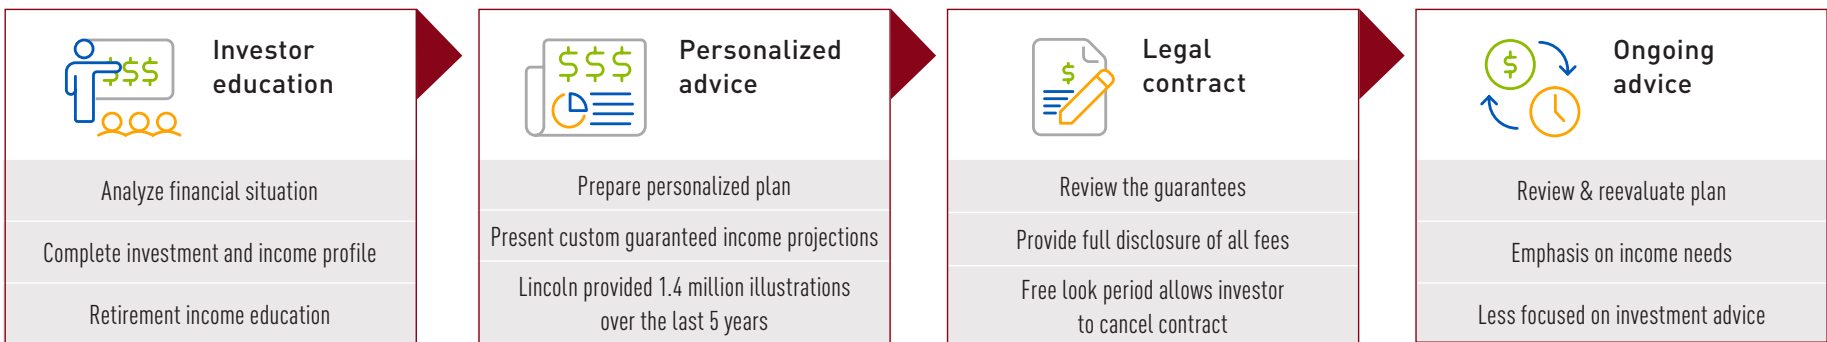 $$$
Investor
education
Analyze financial situation
Complete investment and income profile
Retirement income education
$$$
Personalized
advice
Prepare personalized plan
Present custom guaranteed income projections
Lincoln provided 1.4 million illustrations
over the last 5 years
$
Legal
contract
Review the guarantees
Provide full disclosure of all fees
Free look period allows investor
to cancel contract
$
Ongoing
advice
Review & reevaluate plan
Emphasis on income needs
Less focused on investment advice